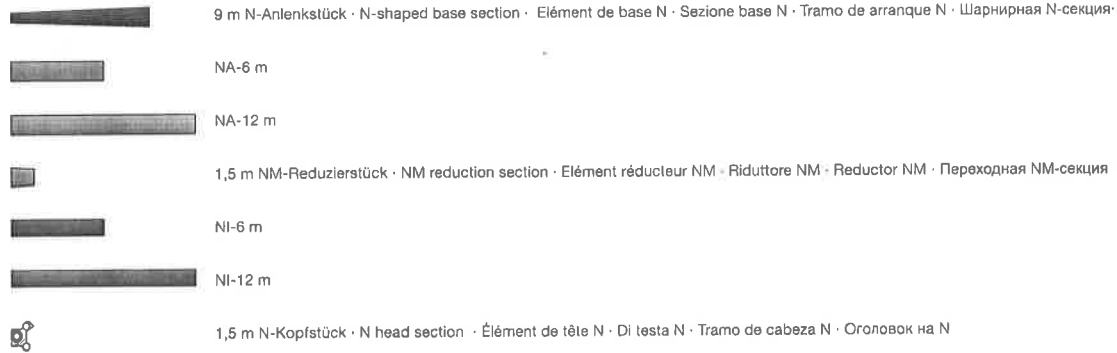 9 m N-Anlenkstück · N-shaped base section · Elément de base N · Sezione base N · Tramo de arranque N · Шарнирная N-секция·
NA-6 m
NA-12 m
1,5 m NM-Reduzierstück · NM reduction section · Elément réducteur NM · Riduttore NM · Reductor NM · Переходная NM-секция
NI-6 m
NI-12 m
1,5 m N-Kopfstück · N head section · Élément de tête N · Di testa N · Tramo de cabeza N · Оголовок на N